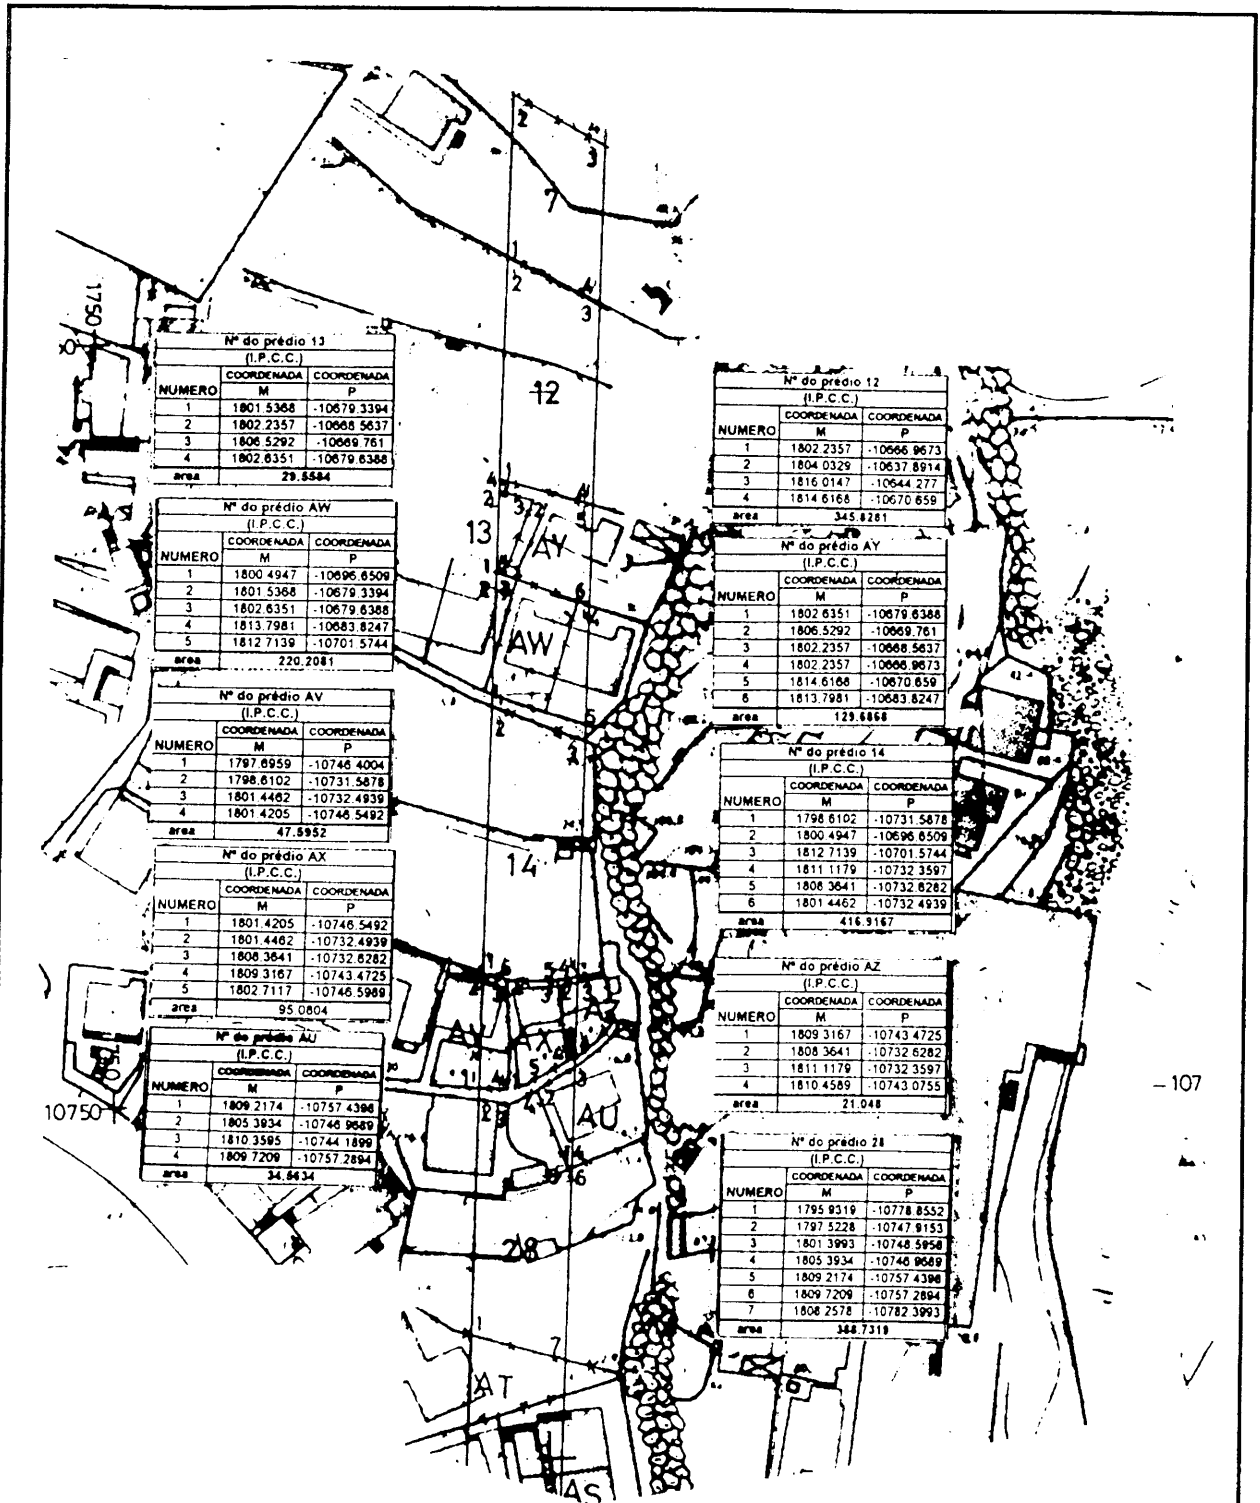 Nº do prédio 13
(I.P.C.C.)
NUMERO COORDENADA M COORDENADA P
1 1801.5368 -10679.3394
2 1802.2357 -10668.5637
3 1806.5292 -10669.761
4 1802.6351 -10679.6388
area 29.5584
Nº do prédio AW
(I.P.C.C.)
NUMERO COORDENADA M COORDENADA P
1 1800.4947 -10696.6509
2 1801.5368 -10679.3394
3 1802.6351 -10679.6388
4 1813.7981 -10683.8247
5 1812.7139 -10701.5744
area 220.2081
Nº do prédio AV
(I.P.C.C.)
NUMERO COORDENADA M COORDENADA P
1 1797.6959 -10746.4004
2 1798.6102 -10731.5878
3 1801.4462 -10732.4939
4 1801.4205 -10746.5492
area 47.5952
Nº do prédio AX
(I.P.C.C.)
NUMERO COORDENADA M COORDENADA P
1 1801.4205 -10746.5492
2 1801.4462 -10732.4939
3 1808.3641 -10732.6282
4 1809.3167 -10743.4725
5 1802.7117 -10746.5969
area 95.0804
Nº do prédio AU
(I.P.C.C.)
NUMERO COORDENADA M COORDENADA P
1 1809.2174 -10757.4396
2 1805.3934 -10746.9689
3 1810.3595 -10744.1899
4 1809.7209 -10757.2894
area 34.5634
Nº do prédio 12
(I.P.C.C.)
NUMERO COORDENADA M COORDENADA P
1 1802.2357 -10666.9673
2 1804.0329 -10637.8914
3 1816.0147 -10644.277
4 1814.6168 -10670.659
area 345.8281
Nº do prédio AY
(I.P.C.C.)
NUMERO COORDENADA M COORDENADA P
1 1802.6351 -10679.6388
2 1806.5292 -10669.761
3 1802.2357 -10668.5637
4 1802.2357 -10666.9673
5 1814.6168 -10670.659
6 1813.7981 -10683.8247
area 129.6868
Nº do prédio 14
(I.P.C.C.)
NUMERO COORDENADA M COORDENADA P
1 1798.6102 -10731.5878
2 1800.4947 -10696.6509
3 1812.7139 -10701.5744
4 1811.1179 -10732.3597
5 1808.3641 -10732.6282
6 1801.4462 -10732.4939
area 416.9167
Nº do prédio AZ
(I.P.C.C.)
NUMERO COORDENADA M COORDENADA P
1 1809.3167 -10743.4725
2 1808.3641 -10732.6282
3 1811.1179 -10732.3597
4 1810.4589 -10743.0755
area 21.048
Nº do prédio 28
(I.P.C.C.)
NUMERO COORDENADA M COORDENADA P
1 1795.9319 -10778.8552
2 1797.5228 -10747.9153
3 1801.3993 -10748.5958
4 1805.3934 -10746.9689
5 1809.2174 -10757.4396
6 1809.7209 -10757.2894
7 1808.2578 -10782.3993
area 388.7319
2
3
7
1
2
3
12
13
AY
AW
14
AX
AU
28
7
AT
AS
1750
10750
-107